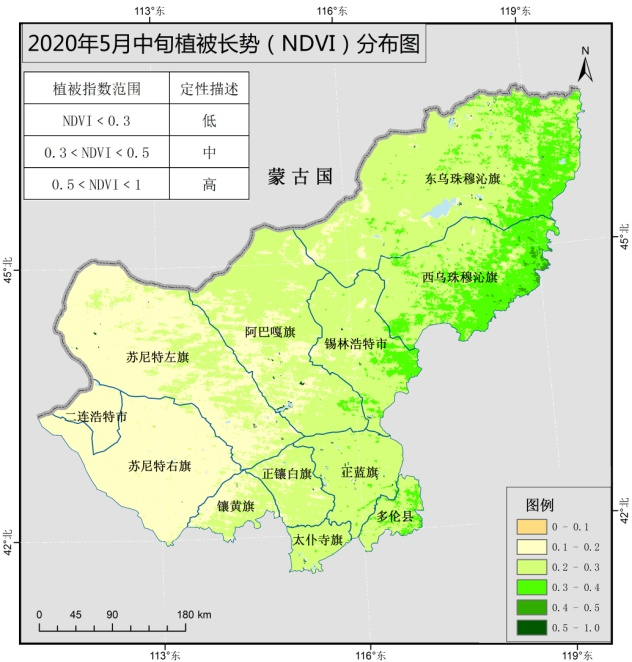 113°东 116°东 119°东
2020年5月中旬植被长势（NDVI）分布图
N
植被指数范围 定性描述
NDVI＜0.3 低
0.3＜NDVI＜0.5 中
0.5＜NDVI＜1 高
蒙古国
东乌珠穆沁旗
45°北
45°北
西乌珠穆沁旗
阿巴嘎旗
锡林浩特市
苏尼特左旗
二连浩特市
苏尼特右旗
正镶白旗
正蓝旗
镶黄旗
多伦县
太仆寺旗
42°北
42°北
图例
0 - 0.1
0.1 - 0.2
0.2 - 0.3
0.3 - 0.4
0.4 - 0.5
0.5 - 1.0
0 45 90 180 km
113°东 116°东 119°东